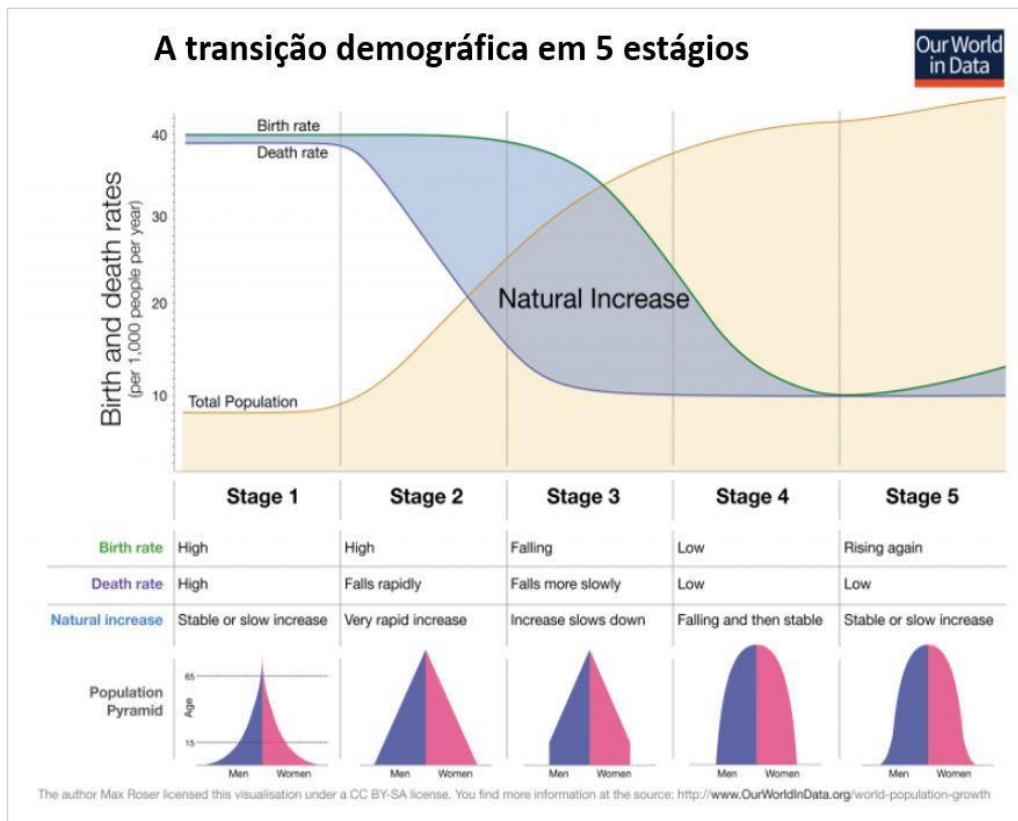 A transição demográfica em 5 estágios
Our World
in Data
Birth and death rates
(per 1,000 people per year)
40
30
20
10
Birth rate
Death rate
Natural Increase
Total Population
Stage 1 Stage 2 Stage 3 Stage 4 Stage 5
Birth rate High High Falling Low Rising again
Death rate High Falls rapidly Falls more slowly Low Low
Natural increase Stable or slow increase Very rapid increase Increase slows down Falling and then stable Stable or slow increase
Population
Pyramid
65
Age
15
Men Women Men Women Men Women Men Women Men Women
The author Max Roser licensed this visualisation under a CC BY-SA license. You find more information at the source: http://www.OurWorldInData.org/world-population-growth